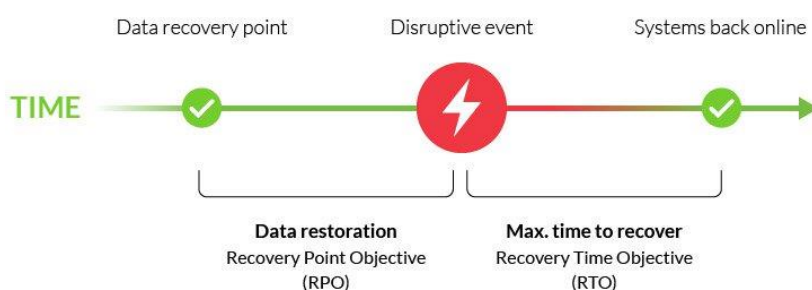 Data recovery point
Disruptive event
Systems back online
TIME
Data restoration
Recovery Point Objective
(RPO)
Max. time to recover
Recovery Time Objective
(RTO)